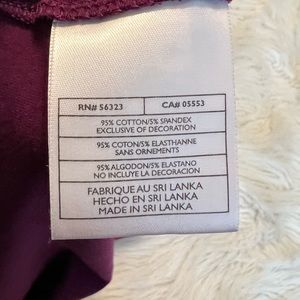 RN# 56323 CA# 05553
95% COTTON/5% SPANDEX
EXCLUSIVE OF DECORATION
95% COTON/5% ELASTHANNE
SANS ORNEMENTS
95% ALGODON/5% ELASTANO
NO INCLUYE LA DECORACION
FABRIQUE AU SRI LANKA
HECHO EN SRI LANKA
MADE IN SRI LANKA